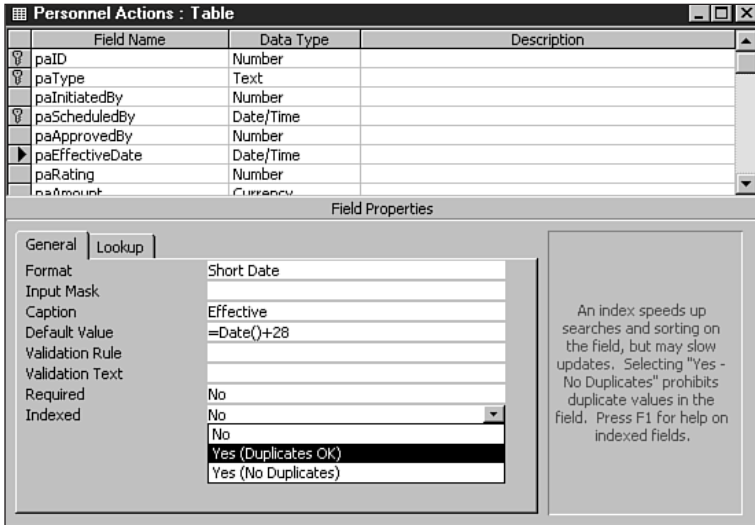 Personnel Actions : Table
Field Name Data Type Description
paID Number
paType Text
paInitiatedBy Number
paScheduledBy Date/Time
paApprovedBy Number
paEffectiveDate Date/Time
paRating Number
paAmount Currency
Field Properties
General Lookup
Format Short Date
Input Mask
Caption Effective
Default Value =Date()+28
Validation Rule
Validation Text
Required No
Indexed No
No
Yes (Duplicates OK)
Yes (No Duplicates)
An index speeds up
searches and sorting on
the field, but may slow
updates. Selecting "Yes -
No Duplicates" prohibits
duplicate values in the
field. Press F1 for help on
indexed fields.